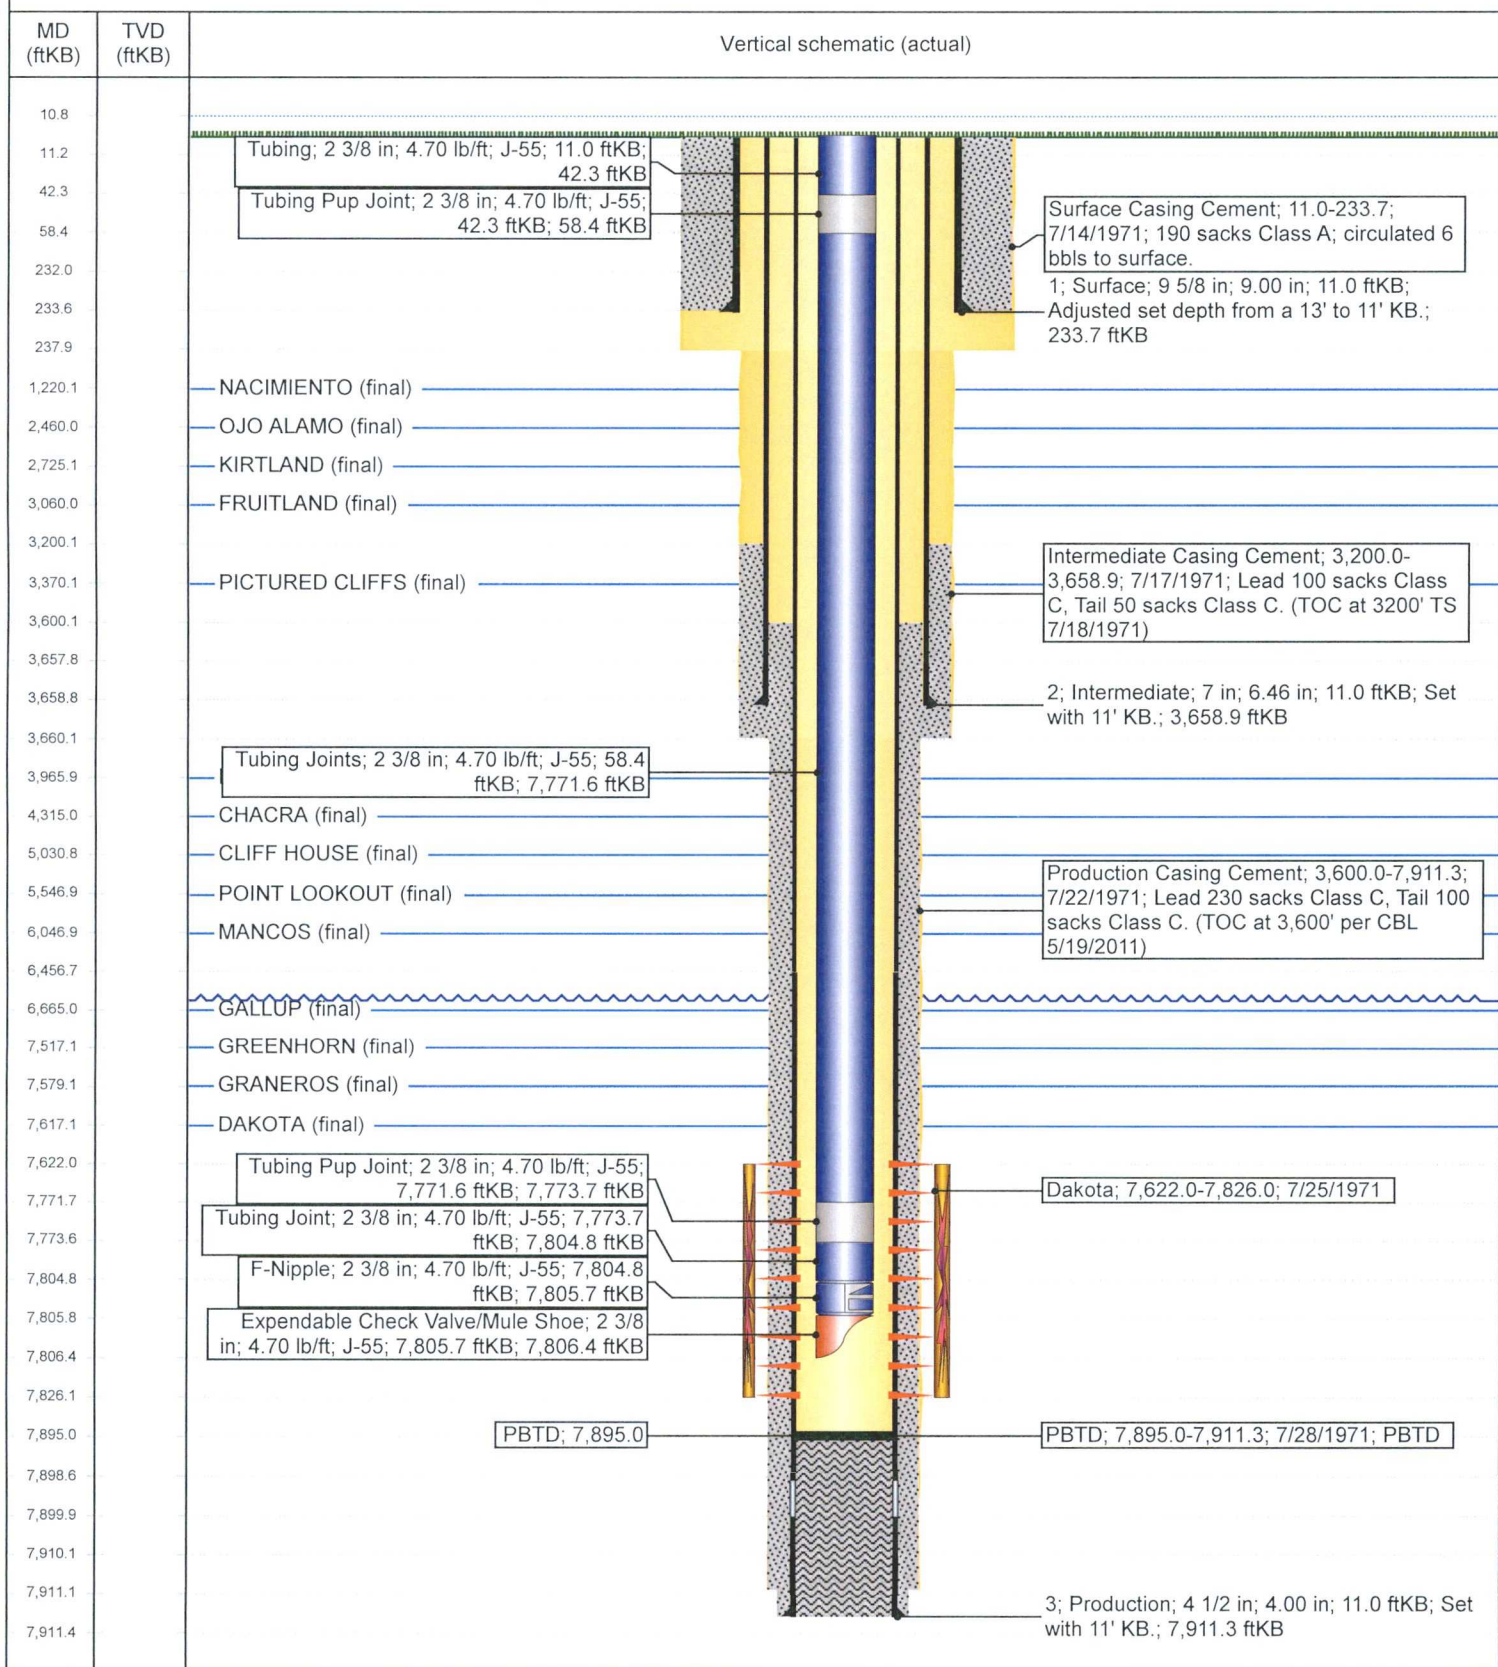 MD
(ftKB)
TVD
(ftKB)
Vertical schematic (actual)
10.8
11.2
42.3
58.4
232.0
233.6
237.9
1,220.1
2,460.0
2,725.1
3,060.0
3,200.1
3,370.1
3,600.1
3,657.8
3,658.8
3,660.1
3,965.9
4,315.0
5,030.8
5,546.9
6,046.9
6,456.7
6,665.0
7,517.1
7,579.1
7,617.1
7,622.0
7,771.7
7,773.6
7,804.8
7,805.8
7,806.4
7,826.1
7,895.0
7,898.6
7,899.9
7,910.1
7,911.1
7,911.4
Tubing; 2 3/8 in; 4.70 lb/ft; J-55; 11.0 ftKB;
42.3 ftKB
Tubing Pup Joint; 2 3/8 in; 4.70 lb/ft; J-55;
42.3 ftKB; 58.4 ftKB
Surface Casing Cement; 11.0-233.7;
7/14/1971; 190 sacks Class A; circulated 6
bbls to surface.
1; Surface; 9 5/8 in; 9.00 in; 11.0 ftKB;
Adjusted set depth from a 13' to 11' KB.;
233.7 ftKB
NACIMIENTO (final)
OJO ALAMO (final)
KIRTLAND (final)
FRUITLAND (final)
PICTURED CLIFFS (final)
Intermediate Casing Cement; 3,200.0-
3,658.9; 7/17/1971; Lead 100 sacks Class
C, Tail 50 sacks Class C. (TOC at 3200' TS
7/18/1971)
2; Intermediate; 7 in; 6.46 in; 11.0 ftKB; Set
with 11' KB.; 3,658.9 ftKB
Tubing Joints; 2 3/8 in; 4.70 lb/ft; J-55; 58.4
ftKB; 7,771.6 ftKB
CHACRA (final)
CLIFF HOUSE (final)
POINT LOOKOUT (final)
MANCOS (final)
Production Casing Cement; 3,600.0-7,911.3;
7/22/1971; Lead 230 sacks Class C, Tail 100
sacks Class C. (TOC at 3,600' per CBL
5/19/2011)
GALLUP (final)
GREENHORN (final)
GRANEROS (final)
DAKOTA (final)
Tubing Pup Joint; 2 3/8 in; 4.70 lb/ft; J-55;
7,771.6 ftKB; 7,773.7 ftKB
Dakota; 7,622.0-7,826.0; 7/25/1971
Tubing Joint; 2 3/8 in; 4.70 lb/ft; J-55; 7,773.7
ftKB; 7,804.8 ftKB
F-Nipple; 2 3/8 in; 4.70 lb/ft; J-55; 7,804.8
ftKB; 7,805.7 ftKB
Expendable Check Valve/Mule Shoe; 2 3/8
in; 4.70 lb/ft; J-55; 7,805.7 ftKB; 7,806.4 ftKB
PBTD; 7,895.0
PBTD; 7,895.0-7,911.3; 7/28/1971; PBTD
3; Production; 4 1/2 in; 4.00 in; 11.0 ftKB; Set
with 11' KB.; 7,911.3 ftKB